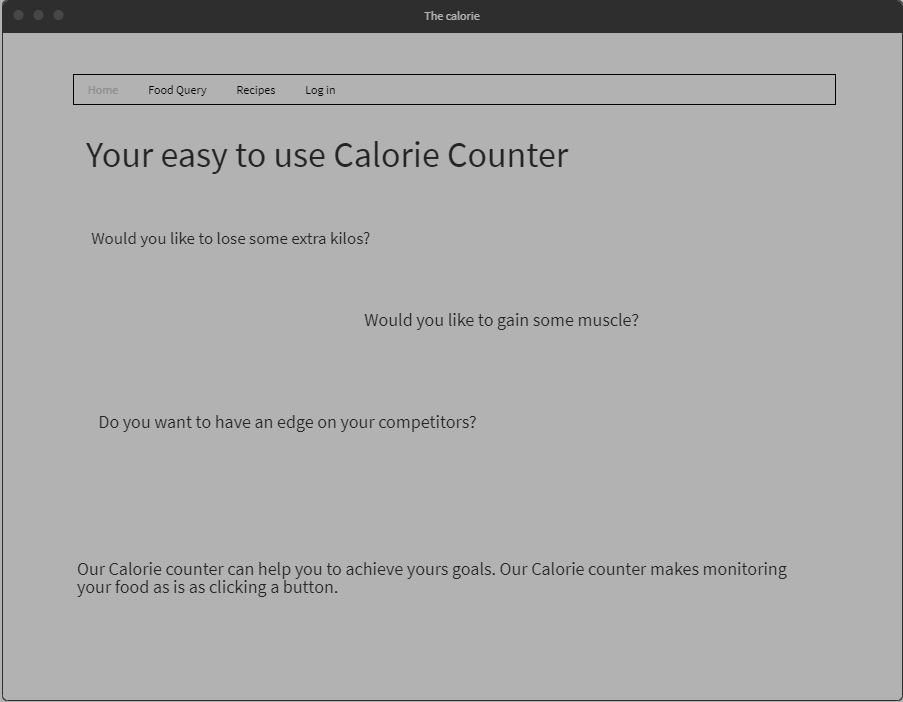 The calorie
Home Food Query Recipes Log in
Your easy to use Calorie Counter
Would you like to lose some extra kilos?
Would you like to gain some muscle?
Do you want to have an edge on your competitors?
Our Calorie counter can help you to achieve yours goals. Our Calorie counter makes monitoring
your food as is as clicking a button.